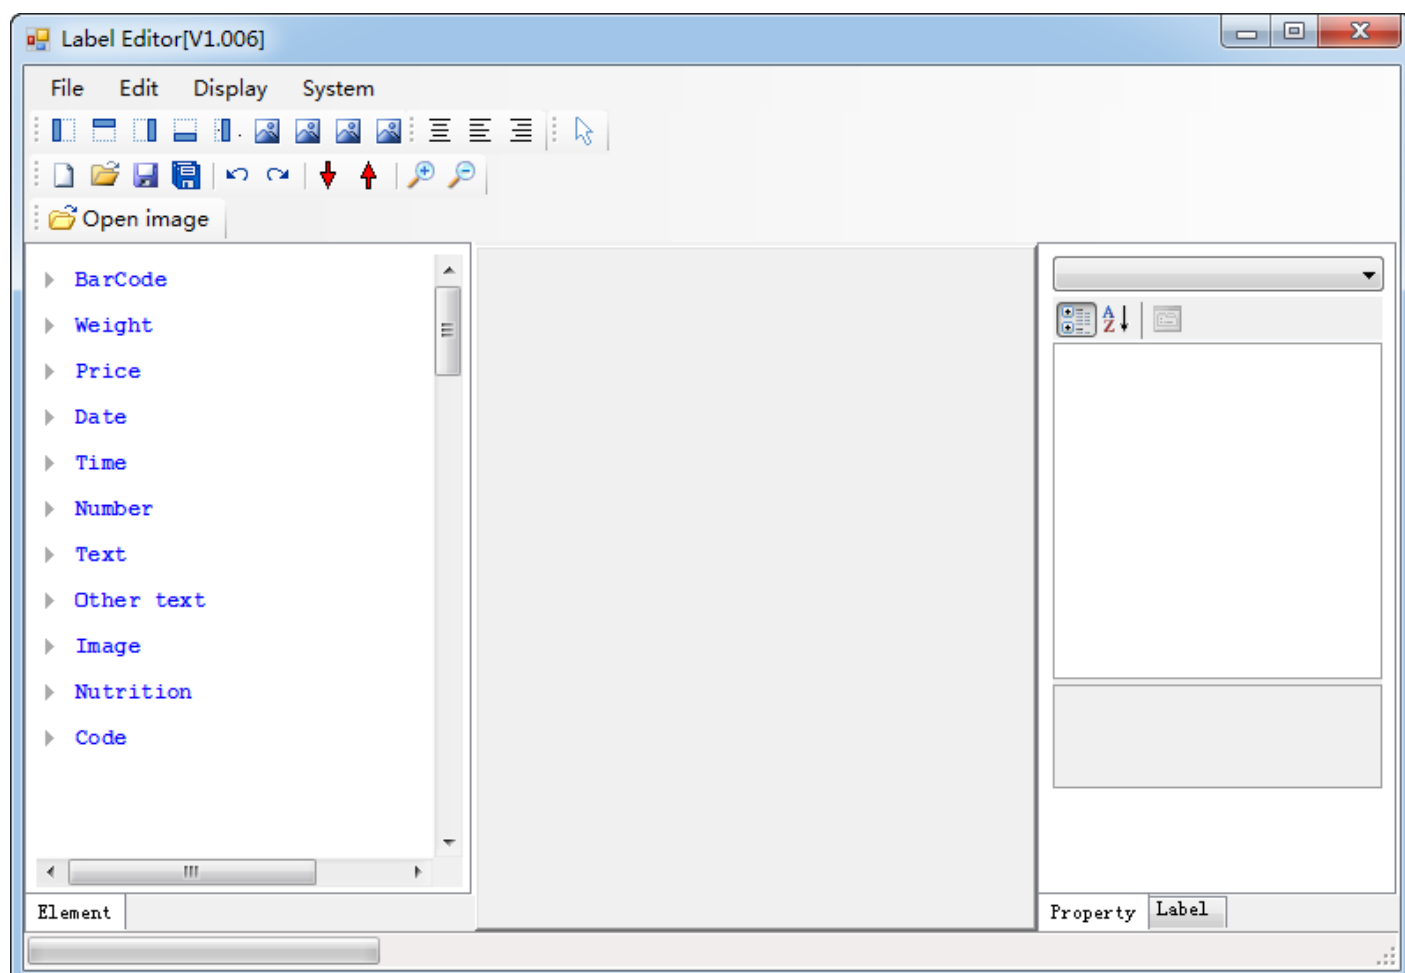 Label Editor[V1.006]
File Edit Display System
Open image
BarCode
Weight
Price
Date
Time
Number
Text
Other text
Image
Nutrition
Code
Element
A
Z
Property Label